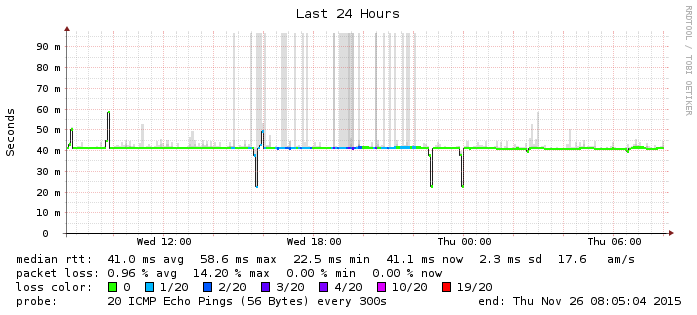 Last 24 Hours
RRDTOOL / TOBI OETIKER
Seconds
90 m
80 m
70 m
60 m
50 m
40 m
30 m
20 m
10 m
0
Wed 12:00 Wed 18:00 Thu 00:00 Thu 06:00
median rtt: 41.0 ms avg 58.6 ms max 22.5 ms min 41.1 ms now 2.3 ms sd 17.6 am/s
packet loss: 0.96 % avg 14.20 % max 0.00 % min 0.00 % now
loss color: 0 1/20 2/20 3/20 4/20 10/20 19/20
probe: 20 ICMP Echo Pings (56 Bytes) every 300s end: Thu Nov 26 08:05:04 2015